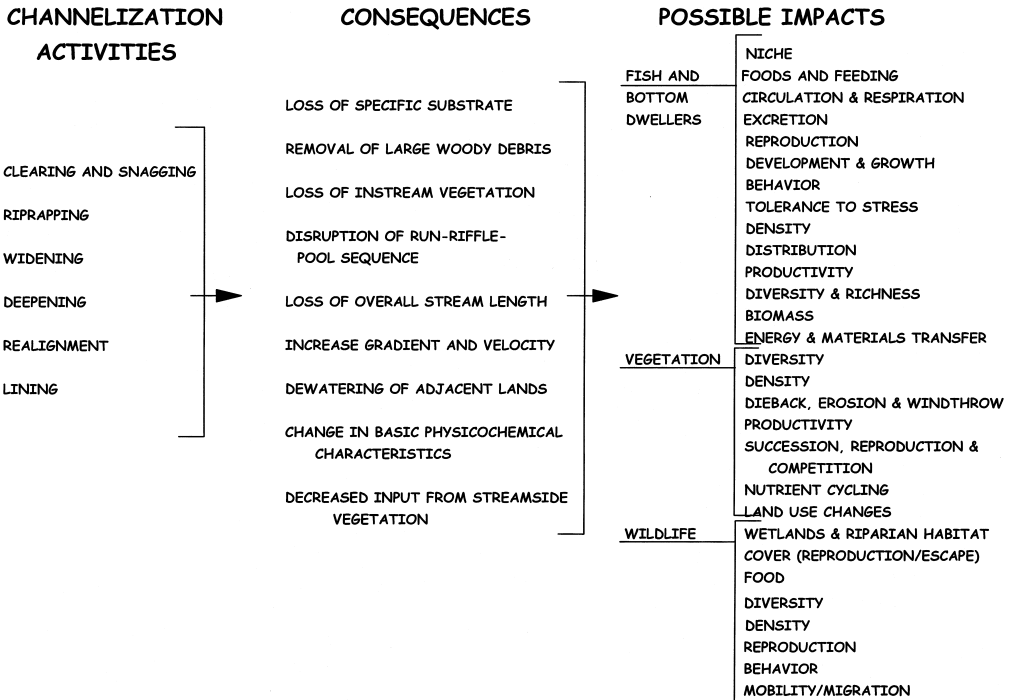 CHANNELIZATION
ACTIVITIES
CLEARING AND SNAGGING
RIPRAPPING
WIDENING
DEEPENING
REALIGNMENT
LINING
CONSEQUENCES
LOSS OF SPECIFIC SUBSTRATE
REMOVAL OF LARGE WOODY DEBRIS
LOSS OF INSTREAM VEGETATION
DISRUPTION OF RUN-RIFFLE-
POOL SEQUENCE
LOSS OF OVERALL STREAM LENGTH
INCREASE GRADIENT AND VELOCITY
DEWATERING OF ADJACENT LANDS
CHANGE IN BASIC PHYSICOCHEMICAL
CHARACTERISTICS
DECREASED INPUT FROM STREAMSIDE
VEGETATION
POSSIBLE IMPACTS
FISH AND
BOTTOM
DWELLERS
NICHE
FOODS AND FEEDING
CIRCULATION & RESPIRATION
EXCRETION
REPRODUCTION
DEVELOPMENT & GROWTH
BEHAVIOR
TOLERANCE TO STRESS
DENSITY
DISTRIBUTION
PRODUCTIVITY
DIVERSITY & RICHNESS
BIOMASS
ENERGY & MATERIALS TRANSFER
VEGETATION
DIVERSITY
DENSITY
DIEBACK, EROSION & WINDTHROW
PRODUCTIVITY
SUCCESSION, REPRODUCTION &
COMPETITION
NUTRIENT CYCLING
LAND USE CHANGES
WILDLIFE
WETLANDS & RIPARIAN HABITAT
COVER (REPRODUCTION/ESCAPE)
FOOD
DIVERSITY
DENSITY
REPRODUCTION
BEHAVIOR
MOBILITY/MIGRATION